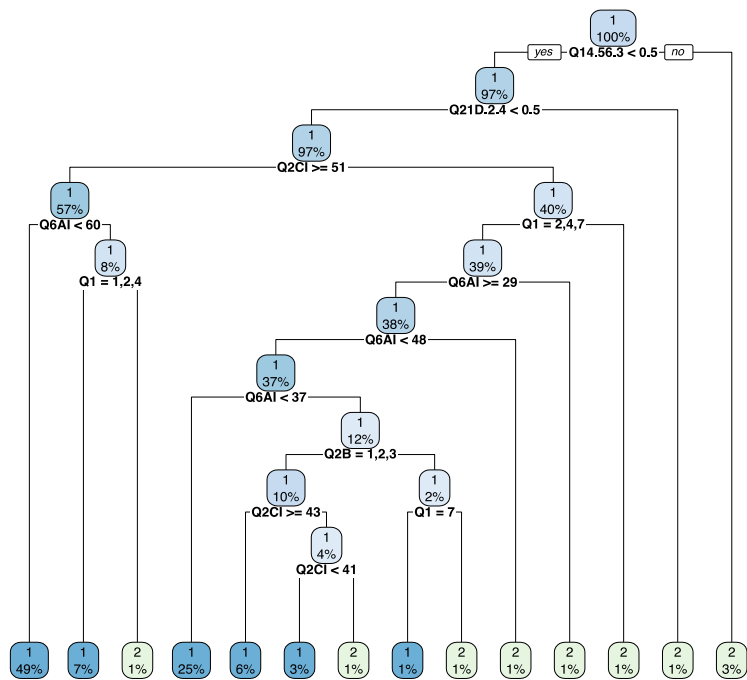 1
100%
yes Q14.56.3 < 0.5 no
1
97%
Q21D.2.4 < 0.5
1
97%
Q2CI >= 51
1
57%
Q6AI < 60
1
40%
Q1 = 2,4,7
1
8%
Q1 = 1,2,4
1
39%
Q6AI >= 29
1
38%
Q6AI < 48
1
37%
Q6AI < 37
1
12%
Q2B = 1,2,3
1
10%
Q2CI >= 43
1
2%
Q1 = 7
1
4%
Q2CI < 41
1 1 2 1 1 1 2 1 2 2 2 2 2 2
49% 7% 1% 25% 6% 3% 1% 1% 1% 1% 1% 1% 1% 3%